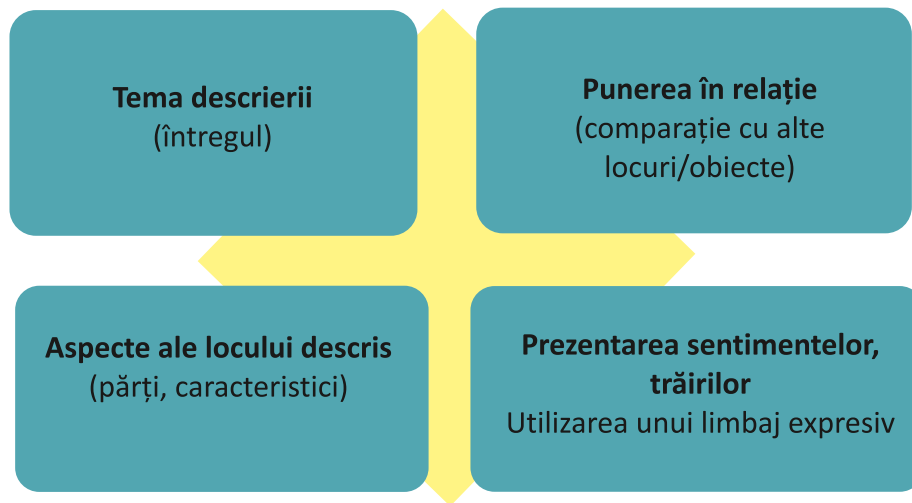 Tema descrierii
(întregul)
Punerea în relație
(comparație cu alte
locuri/obiecte)
Aspecte ale locului descris
(părți, caracteristici)
Prezentarea sentimentelor,
trăirilor
Utilizarea unui limbaj expresiv